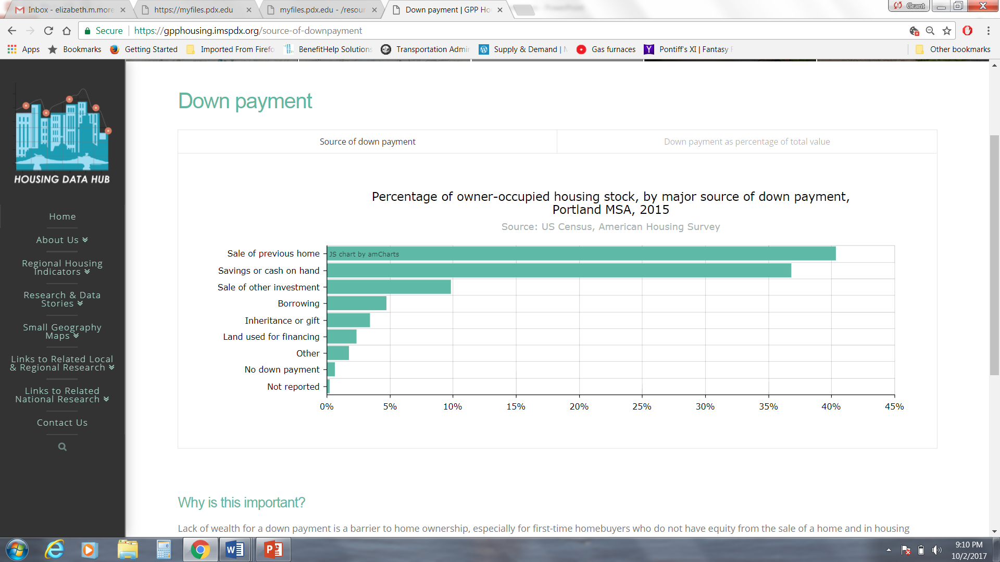 Inbox - elizabeth.m.more
https://myfiles.pdx.edu
myfiles.pdx.edu - /resour
Down payment | GPP Ho
Grant
Secure
https://gpphousing.imspdx.org/source-of-downpayment
Apps
Bookmarks
Getting Started
Imported From Firefo
BenefitHelp Solutions
Transportation Admin
Supply & Demand |
Gas furnaces
Pontiff's XI | Fantasy F
Other bookmarks
HOUSING DATA HUB
Home
About Us
Regional Housing
Indicators
Research & Data
Stories
Small Geography
Maps
Links to Related Local
& Regional Research
Links to Related
National Research
Contact Us
Down payment
Source of down payment
Down payment as percentage of total value
Percentage of owner-occupied housing stock, by major source of down payment,
Portland MSA, 2015
Source: US Census, American Housing Survey
Sale of previous home
JS chart by amCharts
Savings or cash on hand
Sale of other investment
Borrowing
Inheritance or gift
Land used for financing
Other
No down payment
Not reported
0% 5% 10% 15% 20% 25% 30% 35% 40% 45%
Why is this important?
Lack of wealth for a down payment is a barrier to home ownership, especially for first-time homebuyers who do not have equity from the sale of a home and in housing
9:10 PM
10/2/2017